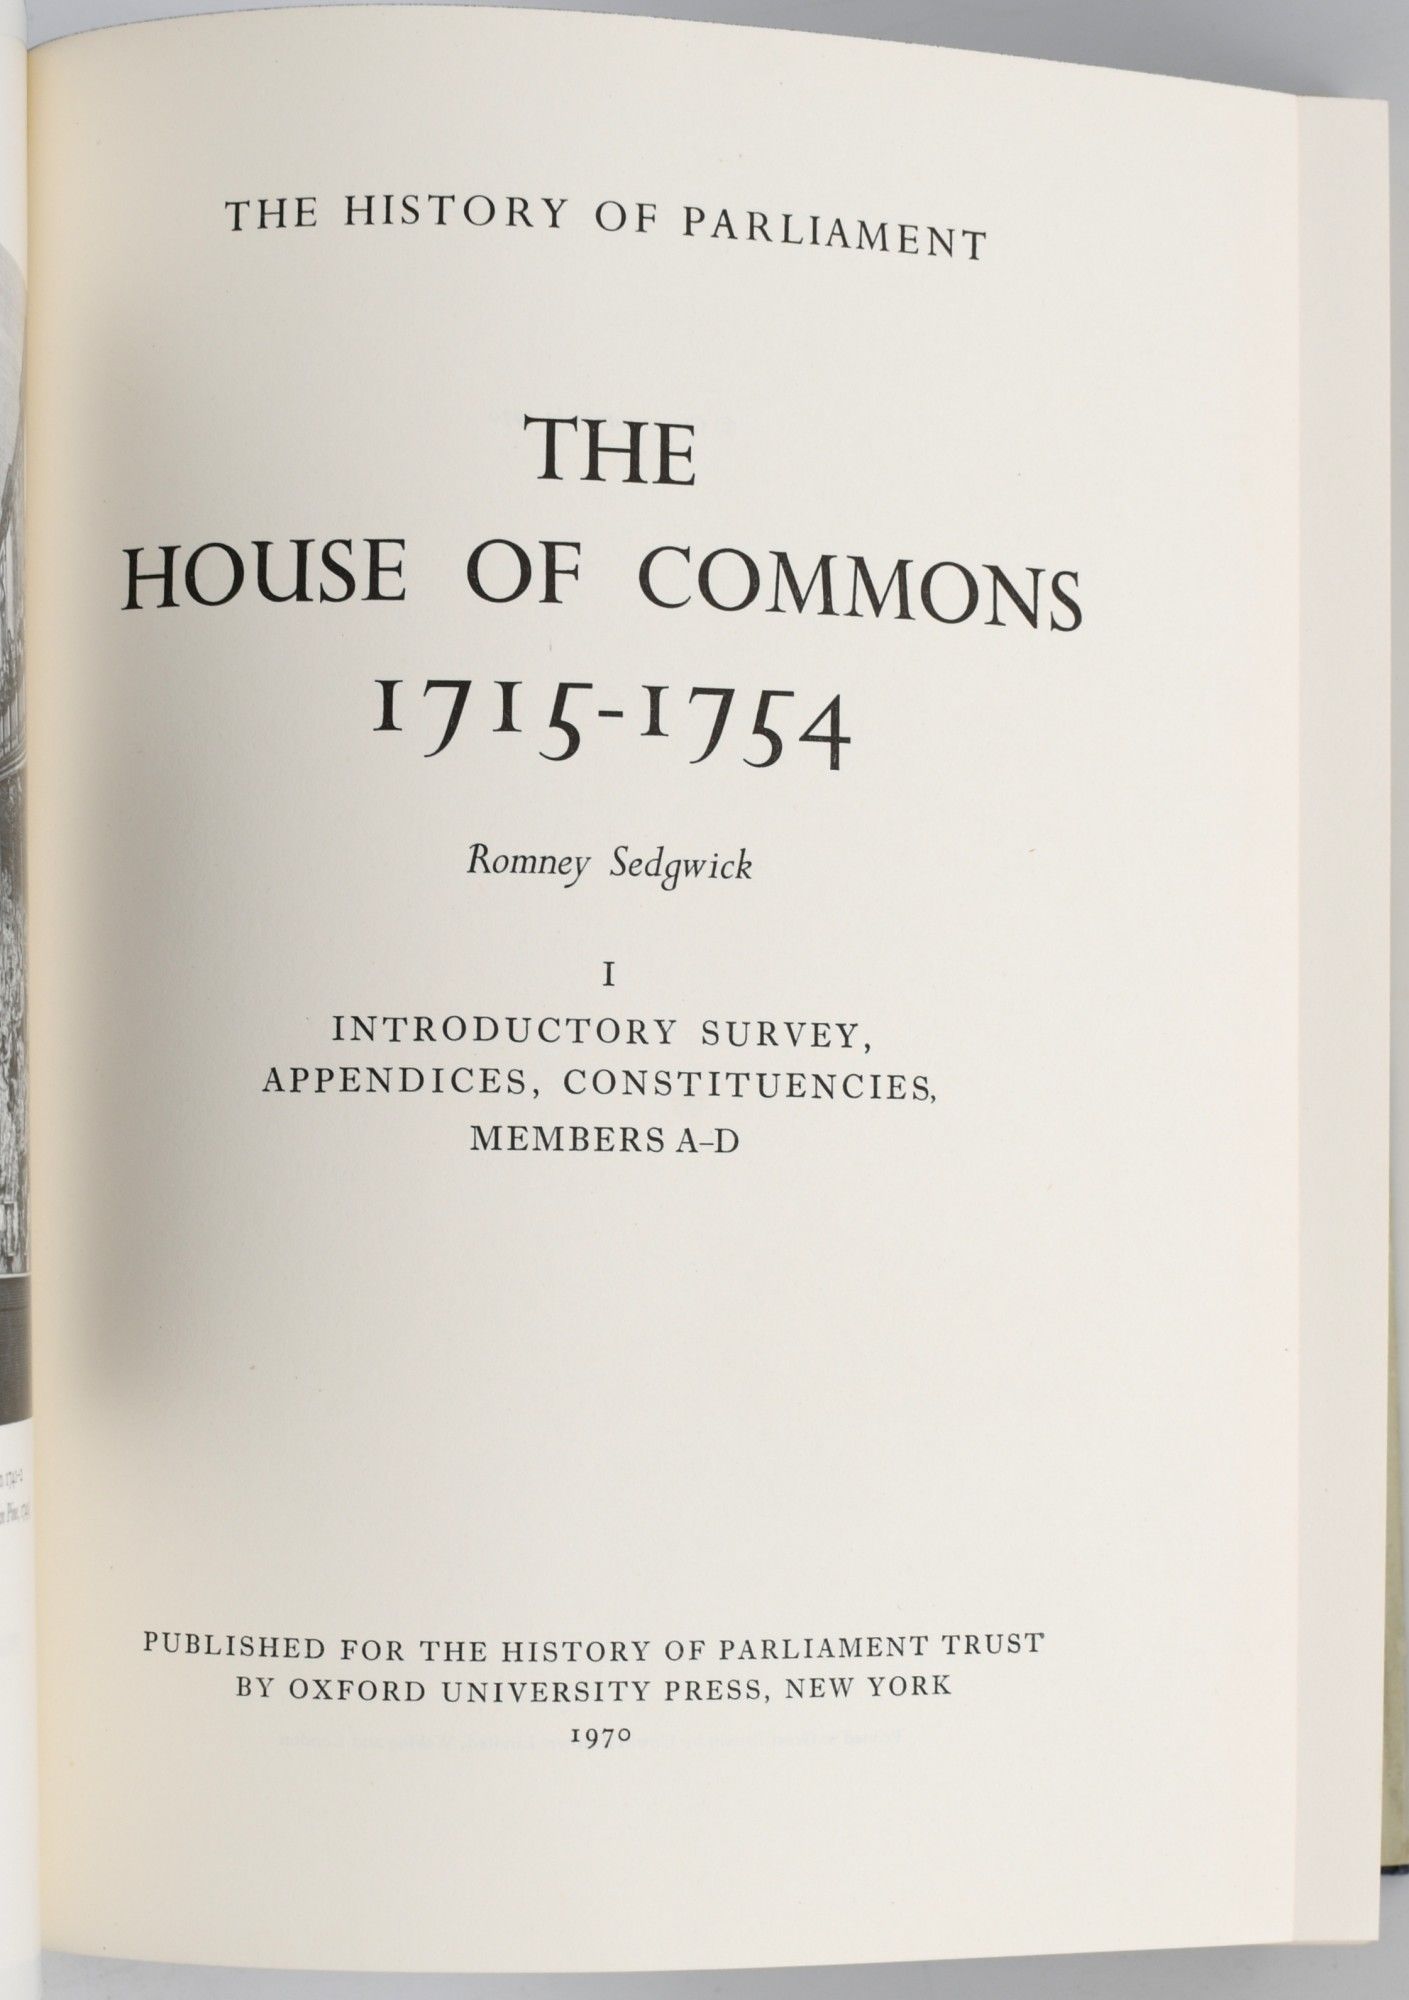 THE HISTORY OF PARLIAMENT
THE
HOUSE OF COMMONS
1715-1754
Romney Sedgwick
I
INTRODUCTORY SURVEY,
APPENDICES, CONSTITUENCIES,
MEMBERS A–D
PUBLISHED FOR THE HISTORY OF PARLIAMENT TRUST
BY OXFORD UNIVERSITY PRESS, NEW YORK
1970